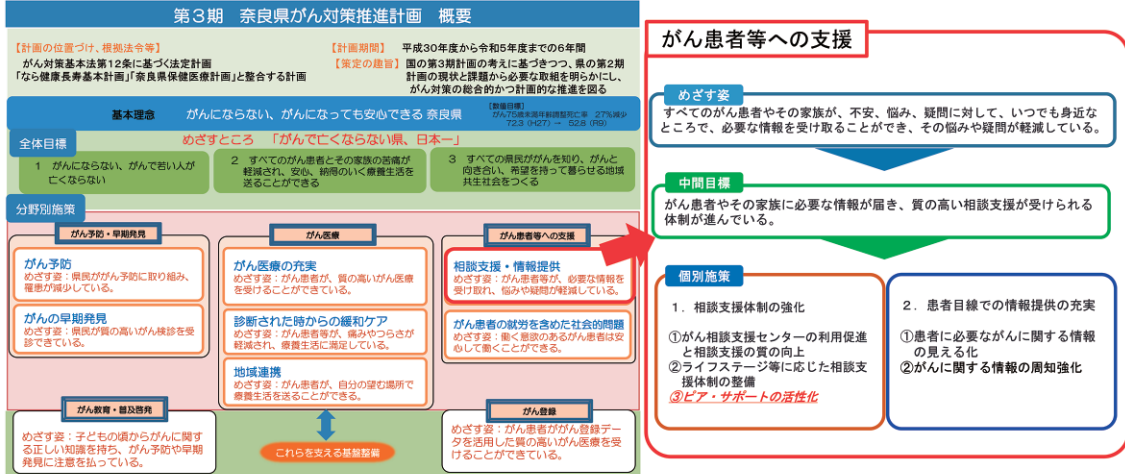 第３期　奈良県がん対策推進計画　概要
【計画の位置づけ、根拠法令等】
がん対策基本法第12条に基づく法定計画
「なら健康長寿基本計画」「奈良県保健医療計画」と整合する計画
【計画期間】　平成30年度から令和5年度までの6年間
【策定の趣旨】　国の第3期計画の考えに基づきつつ、県の第2期
計画の現状と課題から必要な取組を明らかにし、
がん対策の総合的かつ計画的な推進を図る
基本理念　がんにならない、がんになっても安心できる 奈良県
【数値目標】
がん75歳未満年齢調整死亡率　27%減少
72.3（H27）→　52.8（R9）
全体目標
めざすところ　「がんで亡くならない県、日本一」
１　がんにならない、がんで若い人が
亡くならない
２　すべてのがん患者とその家族の苦痛が
軽減され、安心、納得のいく療養生活を
送ることができる
３　すべての県民ががんを知り、がんと
向き合い、希望を持って暮らせる地域
共生社会をつくる
分野別施策
がん予防・早期発見
がん予防
めざす姿：県民ががん予防に取り組み、
罹患が減少している。
がんの早期発見
めざす姿：県民が質の高いがん検診を受
診できている。
がん医療
がん医療の充実
めざす姿：がん患者が、質の高いがん医療
を受けることができている。
診断された時からの緩和ケア
めざす姿：がん患者等が、痛みやつらさが
軽減され、療養生活に満足している。
地域連携
めざす姿：がん患者が、自分の望む場所で
療養生活を送ることができる。
がん患者等への支援
相談支援・情報提供
めざす姿：がん患者等が、必要な情報を
受け取れ、悩みや疑問が軽減している。
がん患者の就労を含めた社会的問題
めざす姿：働く意欲のあるがん患者は安
心して働くことができる。
がん教育・普及啓発
めざす姿：子どもの頃からがんに関す
る正しい知識を持ち、がん予防や早期
発見に注意を払っている。
これらを支える基盤整備
がん登録
めざす姿：がん患者ががん登録デー
タを活用した質の高いがん医療を受
けることができている。
がん患者等への支援
めざす姿
すべてのがん患者やその家族が、不安、悩み、疑問に対して、いつでも身近な
ところで、必要な情報を受け取ることができ、その悩みや疑問が軽減している。
中間目標
がん患者やその家族に必要な情報が届き、質の高い相談支援が受けられる
体制が進んでいる。
個別施策
１．相談支援体制の強化
①がん相談支援センターの利用促進
と相談支援の質の向上
②ライフステージ等に応じた相談支
援体制の整備
③ピア・サポートの活性化
２．患者目線での情報提供の充実
①患者に必要ながんに関する情報
の見える化
②がんに関する情報の周知強化